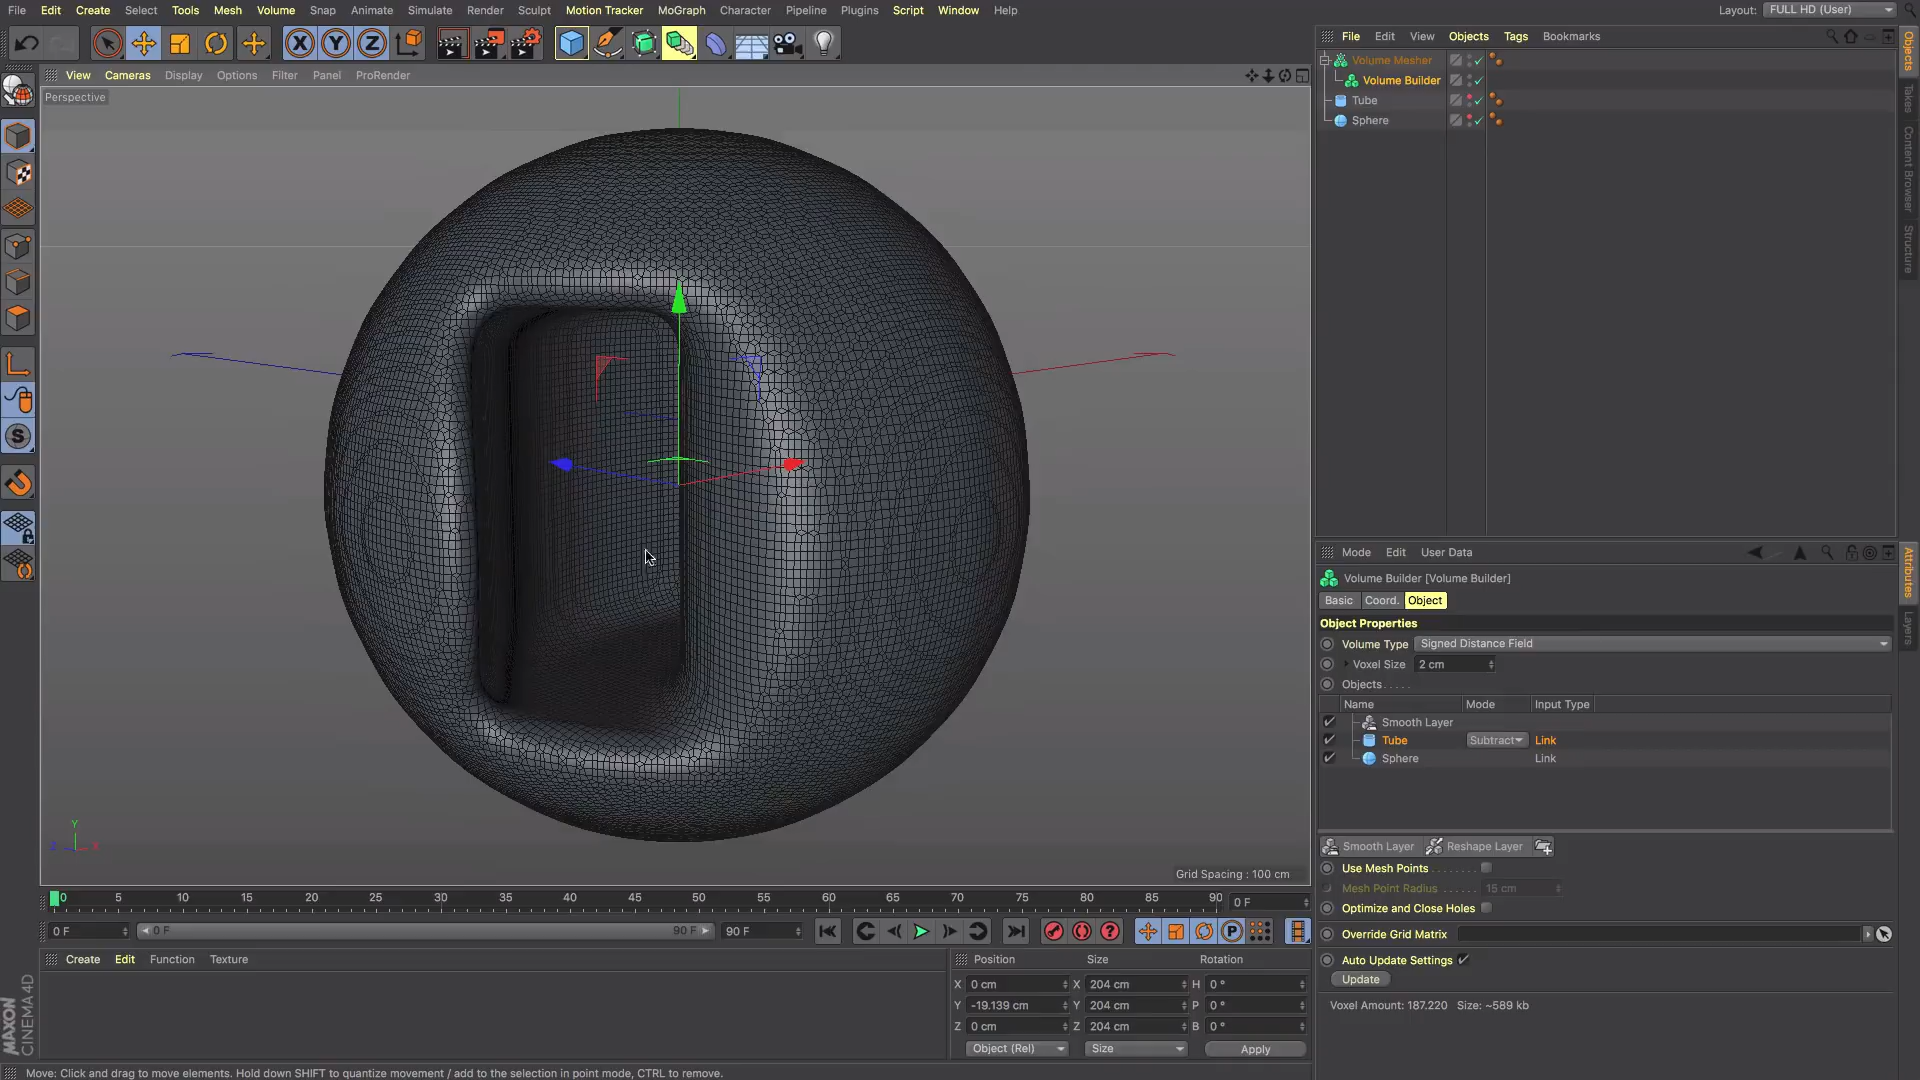 File Edit Create Select Tools Mesh Volume Snap Animate Simulate Render Sculpt Motion Tracker MoGraph Character Pipeline Plugins Script Window Help
Layout: FULL HD (User)
View Cameras Display Options Filter Panel ProRender
Perspective
File Edit View Objects Tags Bookmarks
Volume Mesher
Volume Builder
Tube
Sphere
Objects
Takes
Content Browser
Structure
Mode Edit User Data
Volume Builder [Volume Builder]
Basic Coord. Object
Object Properties
Volume Type Signed Distance Field
Voxel Size 2 cm
Objects
Name Mode Input Type
Smooth Layer
Tube Subtract Link
Sphere Link
Smooth Layer Reshape Layer
Use Mesh Points
Mesh Point Radius 15 cm
Optimize and Close Holes
Override Grid Matrix
Auto Update Settings
Update
Voxel Amount: 187.220 Size: ~589 kb
Attributes
Layers
X Y Z
S
Y
Z X
Grid Spacing : 100 cm
0 5 10 15 20 25 30 35 40 45 50 55 60 65 70 75 80 85 90 0 F
0 F 0 F 90 F 90 F
P
Create Edit Function Texture
Position Size Rotation
X 0 cm X 204 cm H 0 °
Y -19.139 cm Y 204 cm P 0 °
Z 0 cm Z 204 cm B 0 °
Object (Rel) Size Apply
MAXON
CINEMA 4D
Move: Click and drag to move elements. Hold down SHIFT to quantize movement / add to the selection in point mode, CTRL to remove.